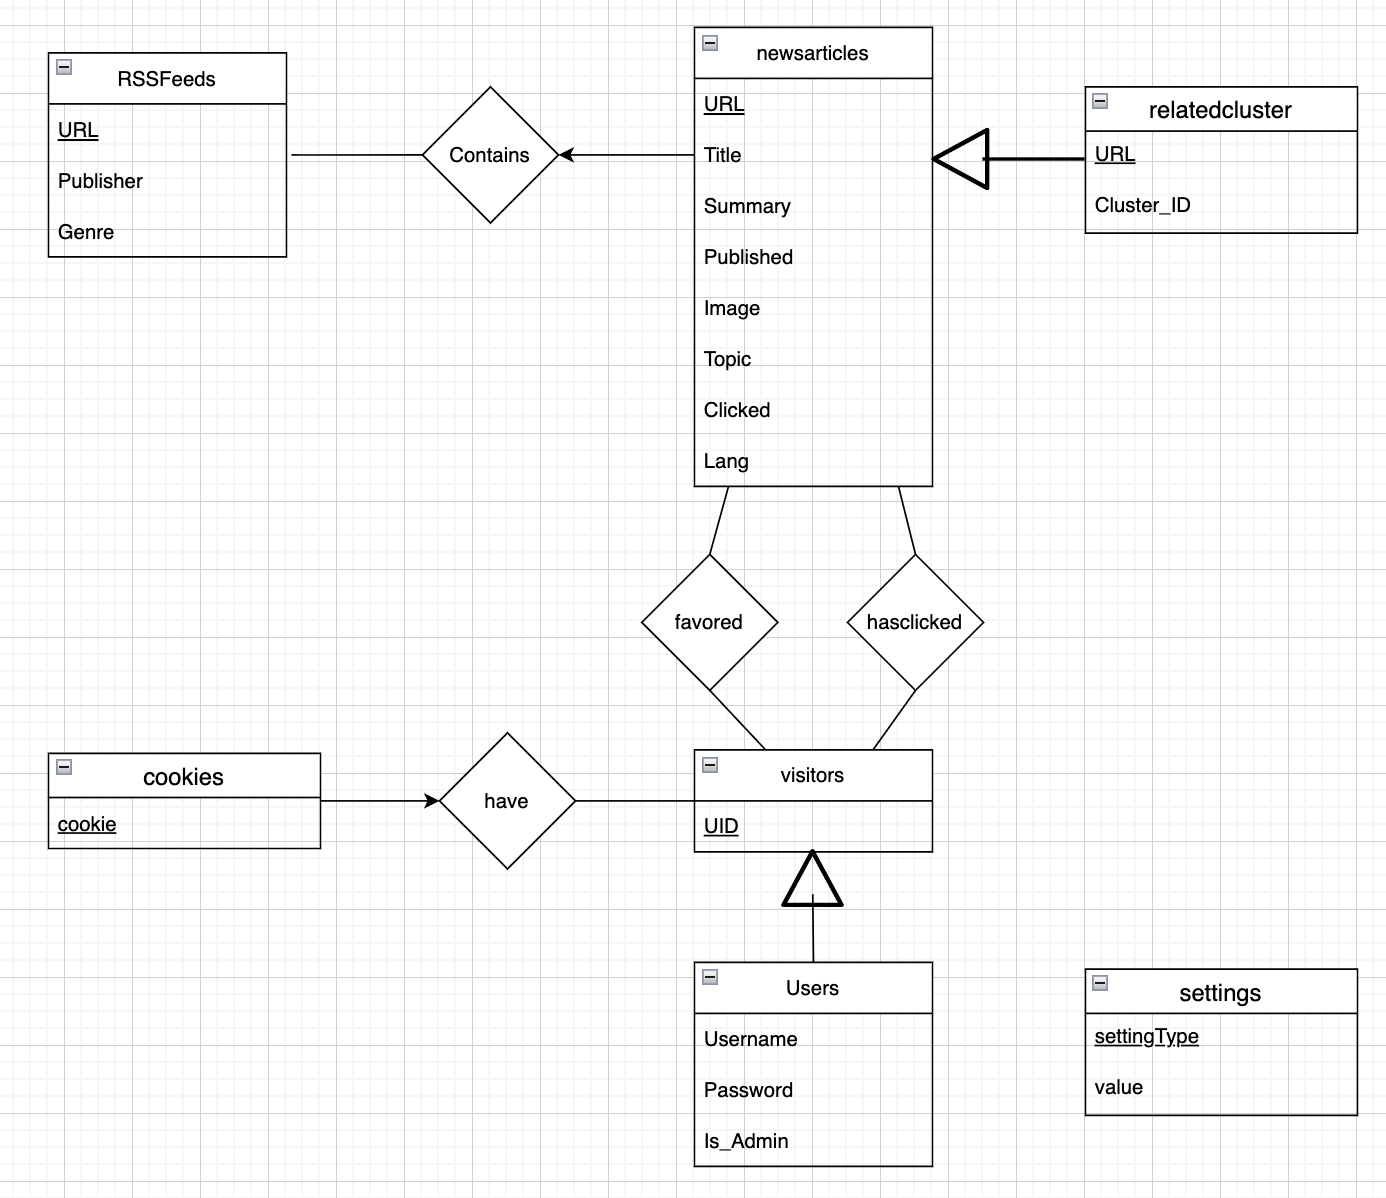 RSSFeeds
URL
Publisher
Genre
Contains
newsarticles
URL
Title
Summary
Published
Image
Topic
Clicked
Lang
relatedcluster
URL
Cluster_ID
favored
hasclicked
cookies
cookie
have
visitors
UID
Users
Username
Password
Is_Admin
settings
settingType
value